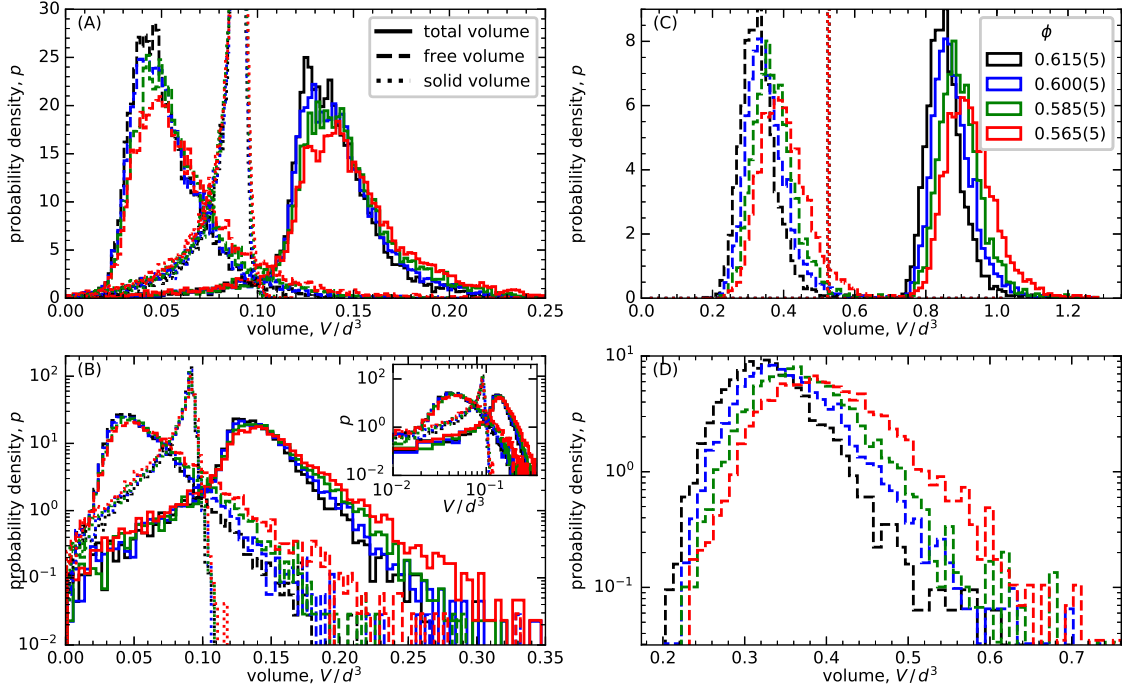 (A)
total volume
free volume
solid volume
probability density, p
30
25
20
15
10
5
0
0.00 0.05 0.10 0.15 0.20 0.25
volume, V/d³
(C)
ϕ
0.615(5)
0.600(5)
0.585(5)
0.565(5)
probability density, p
8
6
4
2
0
0.0 0.2 0.4 0.6 0.8 1.0 1.2
volume, V/d³
(B)
probability density, p
10²
10¹
10⁰
10⁻¹
10⁻²
0.00 0.05 0.10 0.15 0.20 0.25 0.30 0.35
volume, V/d³
p
10²
10⁰
10⁻²
10⁻² 10⁻¹
V/d³
(D)
probability density, p
10¹
10⁰
10⁻¹
0.2 0.3 0.4 0.5 0.6 0.7
volume, V/d³